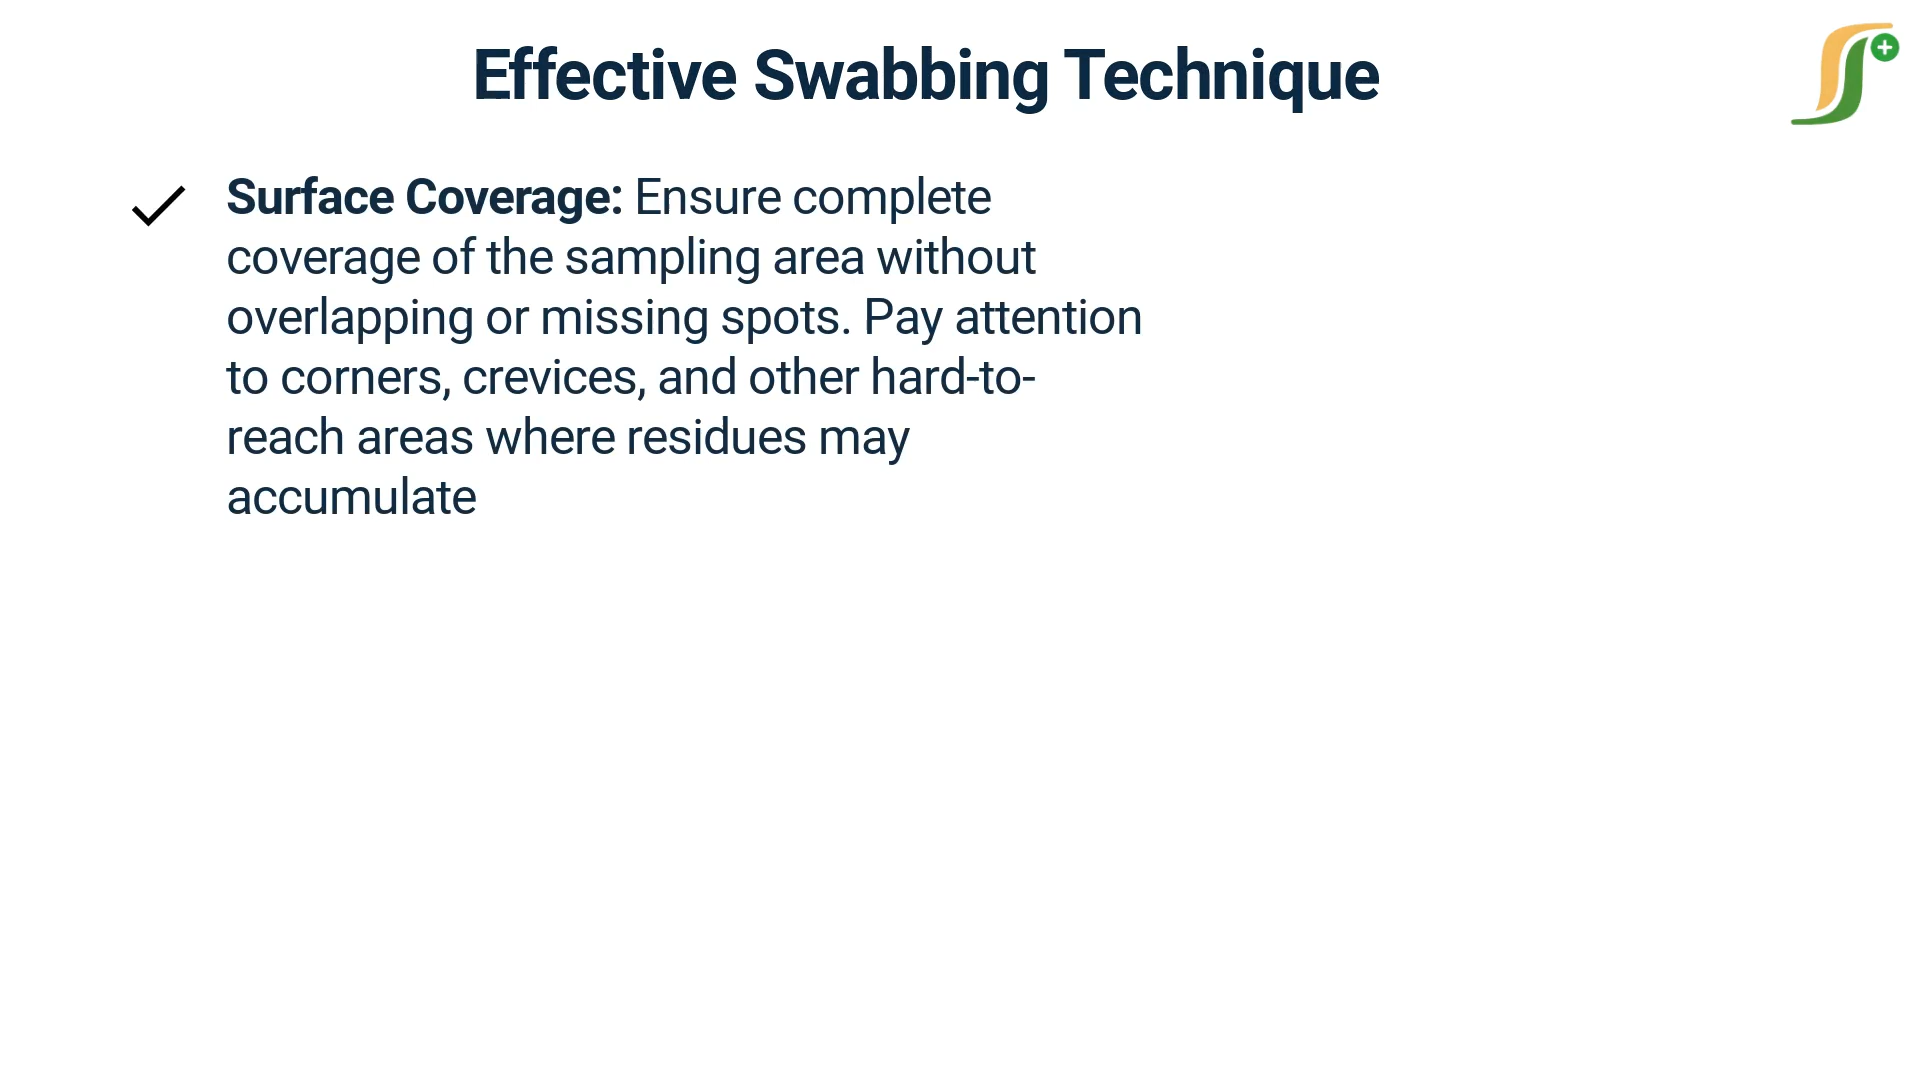 Effective Swabbing Technique
Surface Coverage: Ensure complete
coverage of the sampling area without
overlapping or missing spots. Pay attention
to corners, crevices, and other hard-to-
reach areas where residues may
accumulate